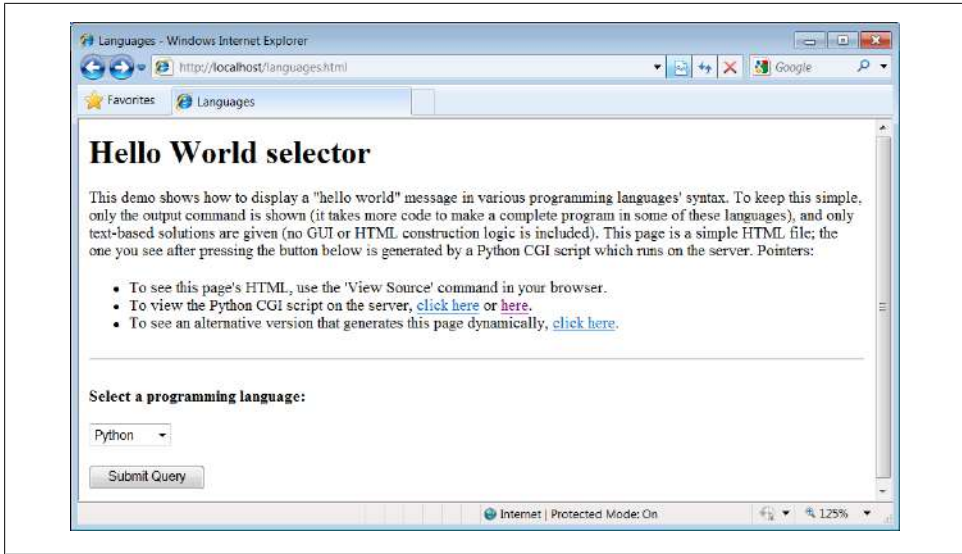 Languages - Windows Internet Explorer
http://localhost/languages.html
Google
Favorites
Languages
Hello World selector
This demo shows how to display a "hello world" message in various programming languages' syntax. To keep this simple,
only the output command is shown (it takes more code to make a complete program in some of these languages), and only
text-based solutions are given (no GUI or HTML construction logic is included). This page is a simple HTML file; the
one you see after pressing the button below is generated by a Python CGI script which runs on the server. Pointers:
• To see this page's HTML, use the 'View Source' command in your browser.
• To view the Python CGI script on the server, click here or here.
• To see an alternative version that generates this page dynamically, click here.
Select a programming language:
Python
Submit Query
Internet | Protected Mode: On
125%